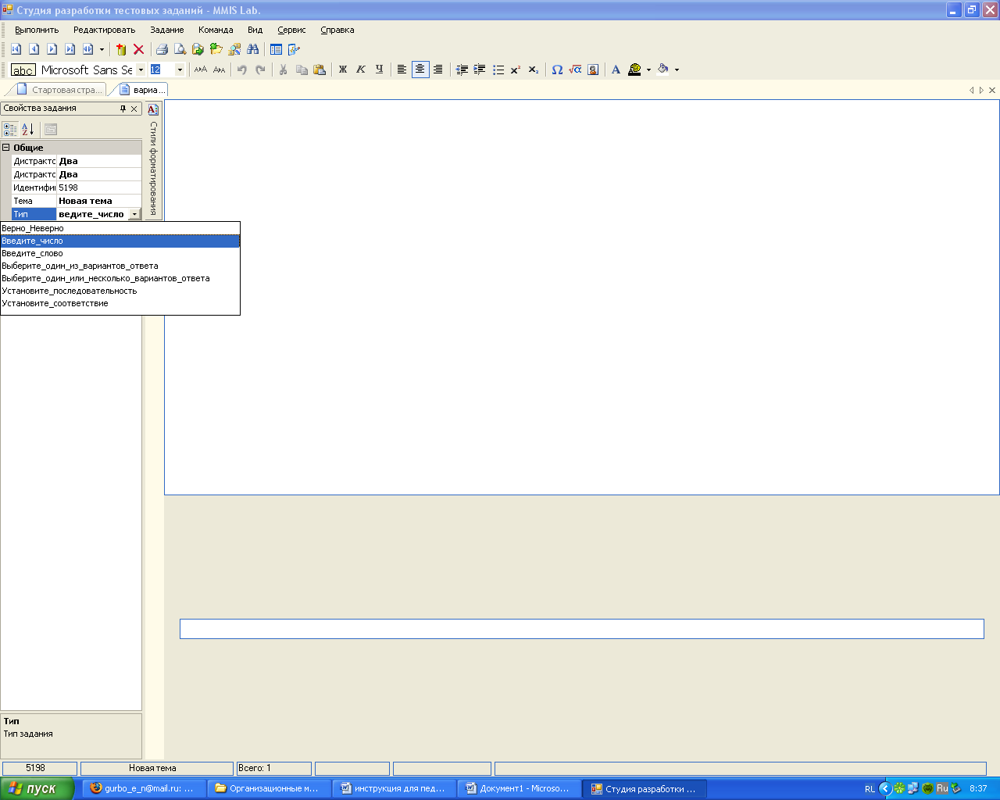 Студия разработки тестовых заданий - MMIS Lab.
Выполнить Редактировать Задание Команда Вид Сервис Справка
abc Microsoft Sans Se 12 Ж К Ч
Стартовая стра... вариа...
Свойства задания
Стили форматирования
Общие
Дистракто Два
Дистракто Два
Идентифик 5198
Тема Новая тема
Тип ведите_число
Верно_Неверно
Введите_число
Введите_слово
Выберите_один_из_вариантов_ответа
Выберите_один_или_несколько_вариантов_ответа
Установите_последовательность
Установите_соответствие
Тип
Тип задания
5198 Новая тема Всего: 1
пуск gurbo_e_n@mail.ru: ... Организационные м... инструкция для пед... Документ1 - Microso... Студия разработки ... RL Ru 8:37